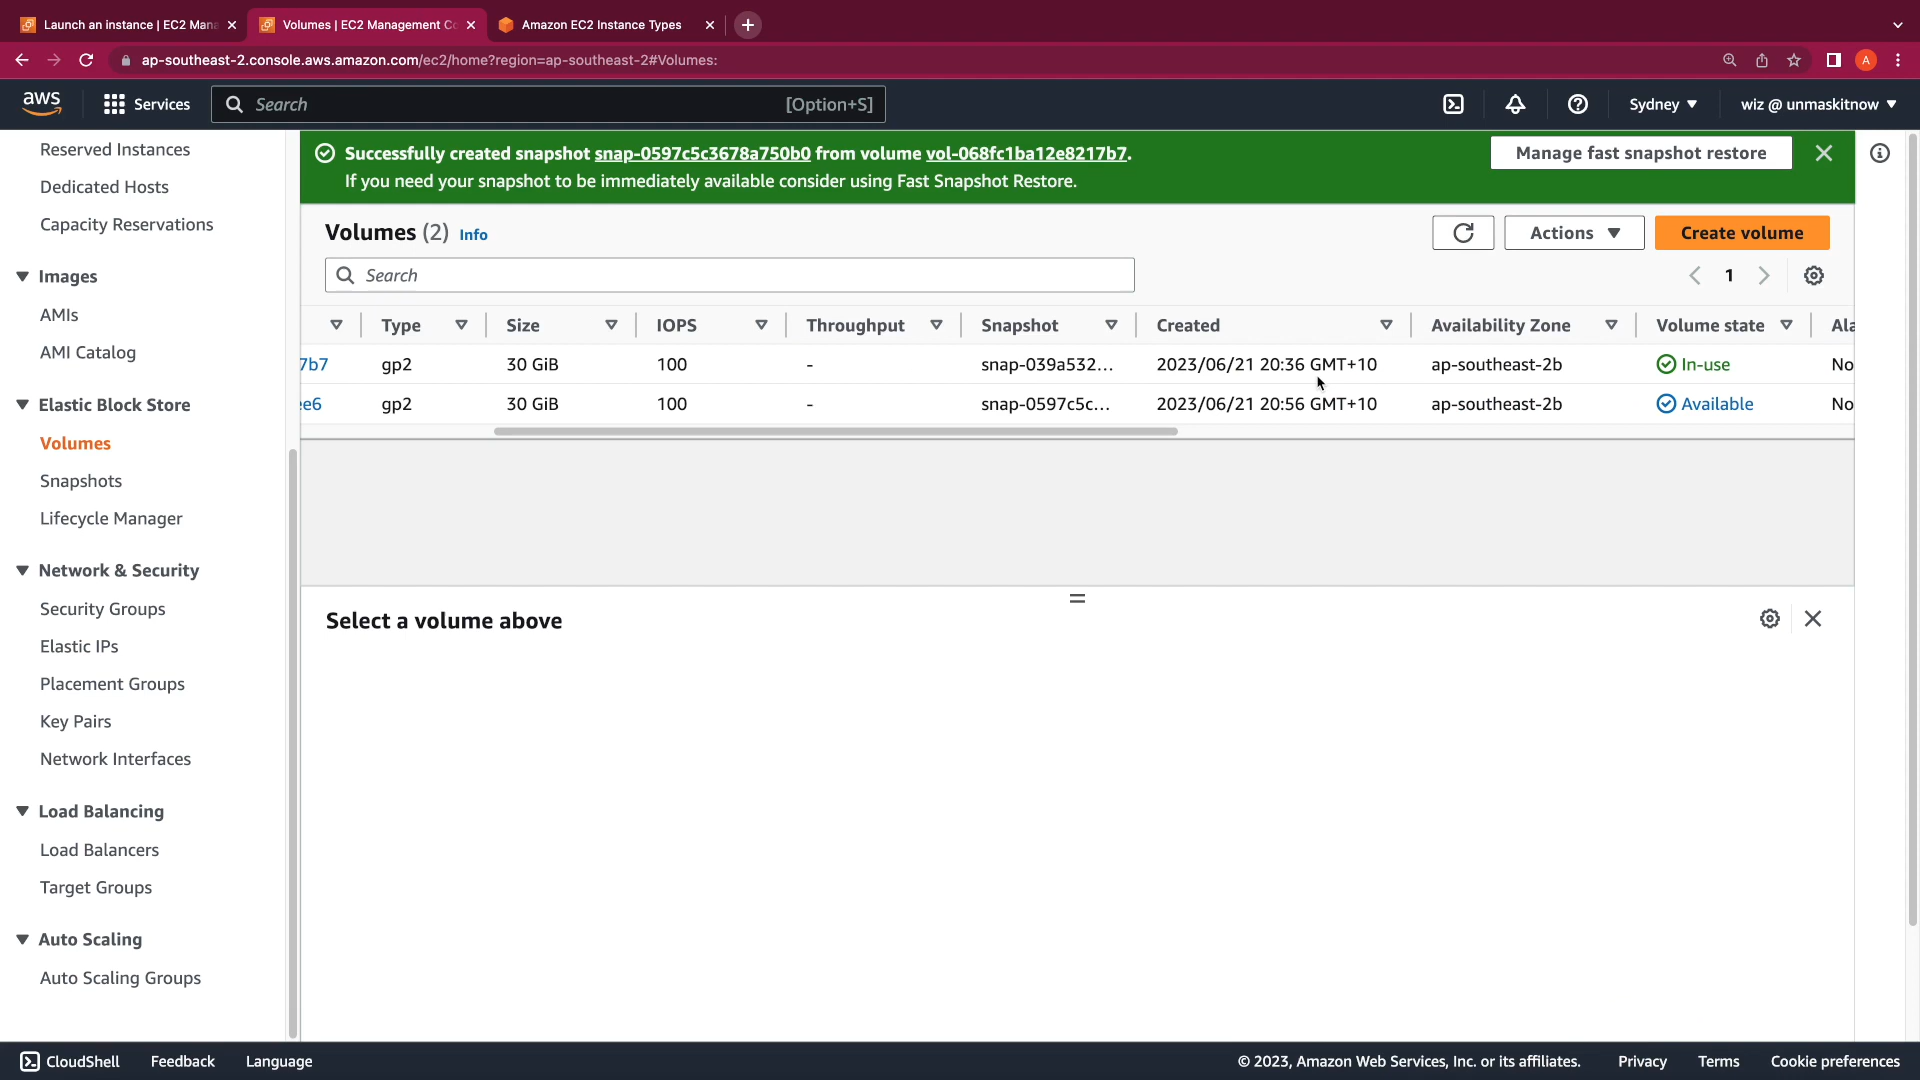 Launch an instance | EC2 Mana
Volumes | EC2 Management Co
Amazon EC2 Instance Types
ap-southeast-2.console.aws.amazon.com/ec2/home?region=ap-southeast-2#Volumes:
A
aws
Services
Search
[Option+S]
Sydney
wiz @ unmaskitnow
Reserved Instances
Dedicated Hosts
Capacity Reservations
Images
AMIs
AMI Catalog
Elastic Block Store
Volumes
Snapshots
Lifecycle Manager
Network & Security
Security Groups
Elastic IPs
Placement Groups
Key Pairs
Network Interfaces
Load Balancing
Load Balancers
Target Groups
Auto Scaling
Auto Scaling Groups
Successfully created snapshot snap-0597c5c3678a750b0 from volume vol-068fc1ba12e8217b7.
If you need your snapshot to be immediately available consider using Fast Snapshot Restore.
Manage fast snapshot restore
Volumes (2) Info
Actions
Create volume
Search
1
Type Size IOPS Throughput Snapshot Created Availability Zone Volume state Ala
7b7 gp2 30 GiB 100 - snap-039a532... 2023/06/21 20:36 GMT+10 ap-southeast-2b In-use No
ee6 gp2 30 GiB 100 - snap-0597c5c... 2023/06/21 20:56 GMT+10 ap-southeast-2b Available No
Select a volume above
CloudShell Feedback Language
© 2023, Amazon Web Services, Inc. or its affiliates. Privacy Terms Cookie preferences